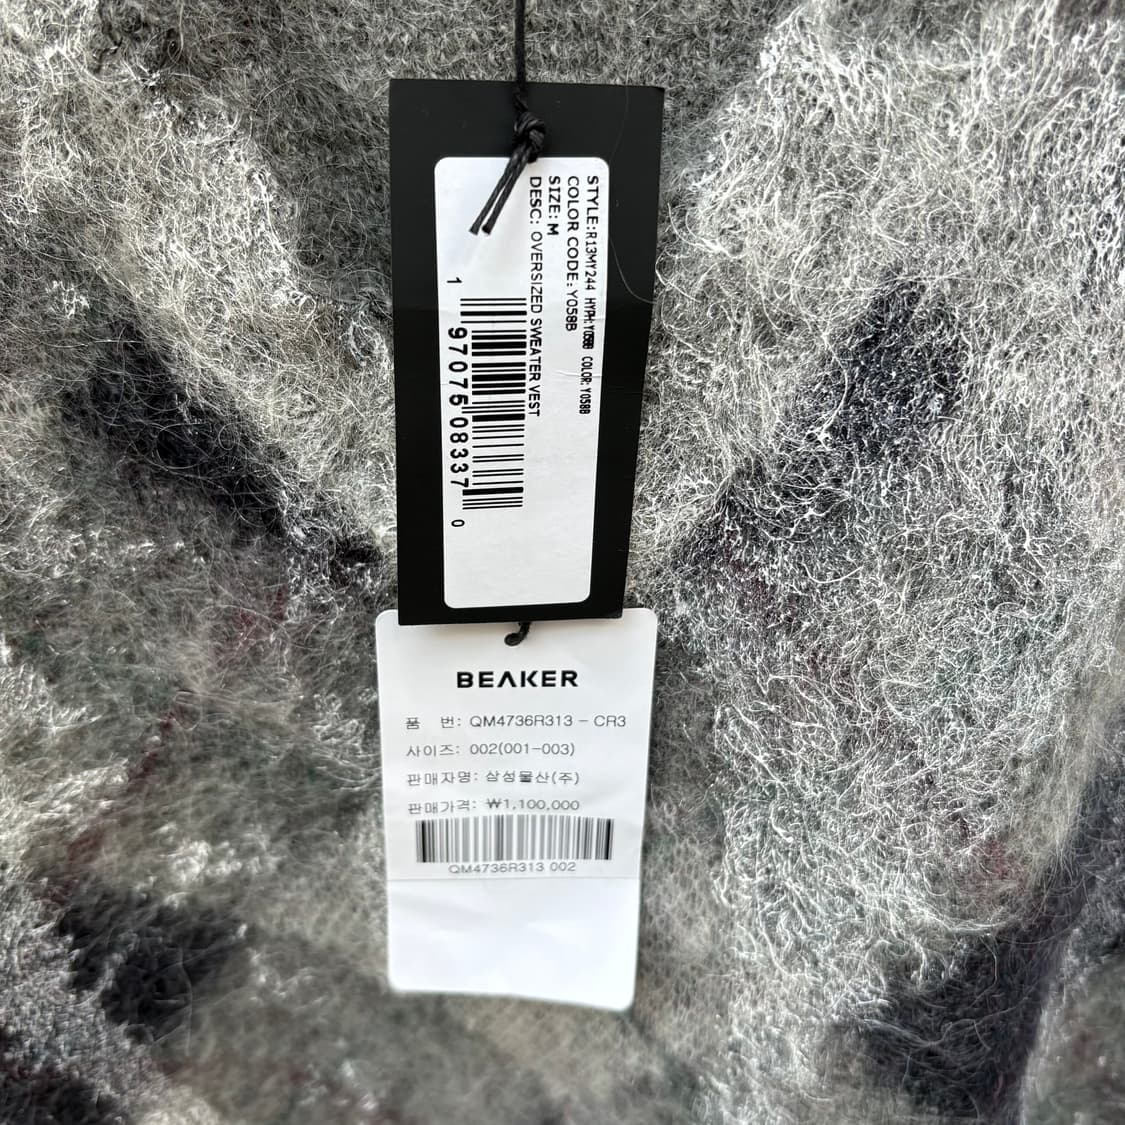 STYLE:R13MY244 HYPH:Y058B COLOR:Y058B
COLOR CODE:Y058B
SIZE:M
DESC: OVERSIZED SWEATER VEST
1 97075 08337 0
BEAKER
품 번: QM4736R313 - CR3
사이즈: 002(001-003)
판매자명: 삼성물산(주)
판매가격: ₩1,100,000
QM4736R313 002